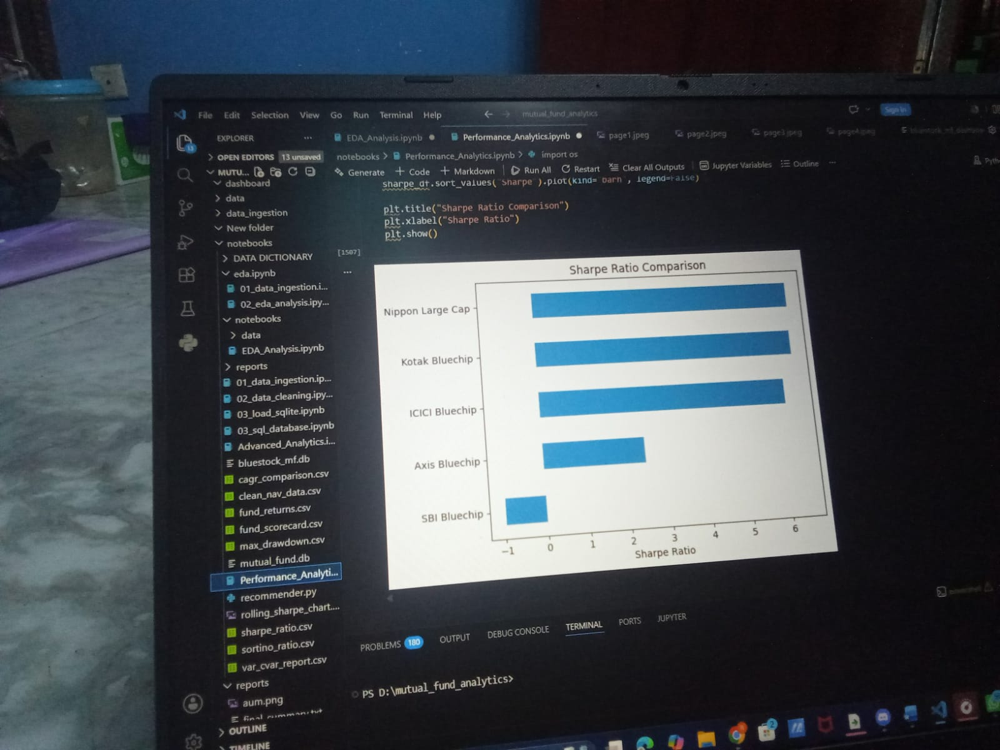 File Edit Selection View Go Run Terminal Help
mutual_fund_analytics
Sign In
EXPLORER
EDA_Analysis.ipynb
Performance_Analytics.ipynb
page1.jpeg
page2.jpeg
page3.jpeg
page4.jpeg
13
OPEN EDITORS 13 unsaved
notebooks > Performance_Analytics.ipynb > import os
MUTU...
Generate + Code + Markdown Run All Restart Clear All Outputs Jupyter Variables Outline ...
dashboard
data
data_ingestion
New folder
notebooks
DATA DICTIONARY
eda.ipynb
01_data_ingestion.i...
02_eda_analysis.ipy...
notebooks
data
EDA_Analysis.ipynb
reports
01_data_ingestion.ip...
02_data_cleaning.ipy...
03_load_sqlite.ipynb
03_sql_database.ipynb
Advanced_Analytics.i...
bluestock_mf.db
cagr_comparison.csv
clean_nav_data.csv
fund_returns.csv
fund_scorecard.csv
max_drawdown.csv
mutual_fund.db
Performance_Analyti...
recommender.py
rolling_sharpe_chart....
sharpe_ratio.csv
sortino_ratio.csv
var_cvar_report.csv
reports
aum.png
final_summary.txt
OUTLINE
TIMELINE
sharpe_df.sort_values("Sharpe").plot(kind="barh", legend=False)
plt.title("Sharpe Ratio Comparison")
plt.xlabel("Sharpe Ratio")
plt.show()
[1507]
Sharpe Ratio Comparison
Nippon Large Cap
Kotak Bluechip
ICICI Bluechip
Axis Bluechip
SBI Bluechip
−1 0 1 2 3 4 5 6
Sharpe Ratio
powershell
PROBLEMS 180 OUTPUT DEBUG CONSOLE TERMINAL PORTS JUPYTER
PS D:\mutual_fund_analytics>
2